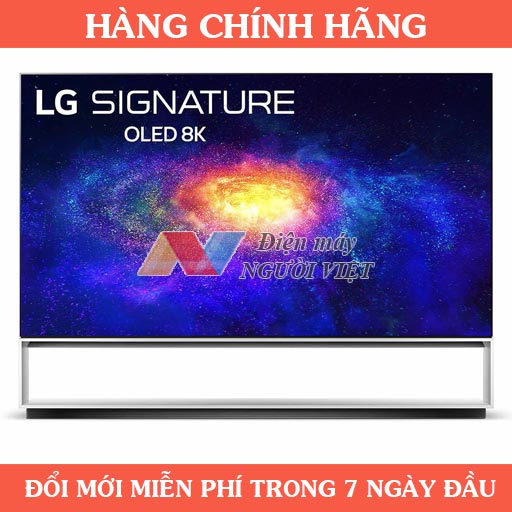 HÀNG CHÍNH HÃNG
LG SIGNATURE
OLED 8K
Điện máy
NGƯỜI VIỆT
ĐỔI MỚI MIỄN PHÍ TRONG 7 NGÀY ĐẦU